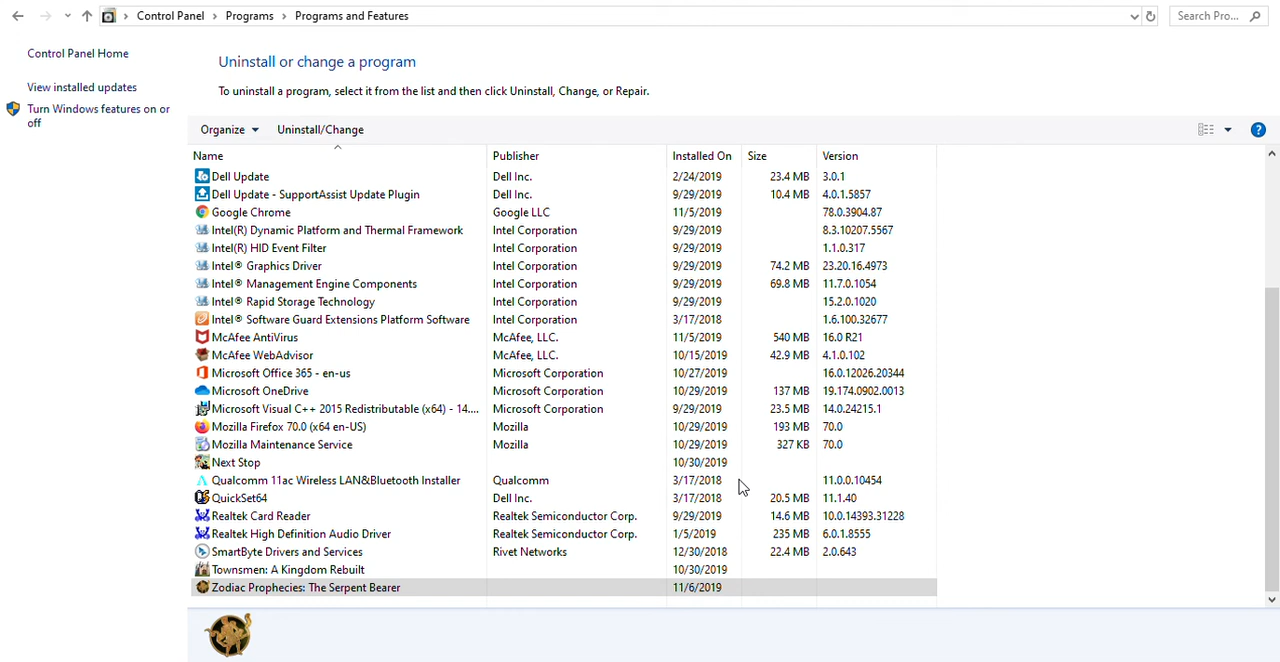 Control Panel > Programs > Programs and Features
Search Pro...
Control Panel Home
View installed updates
Turn Windows features on or off
Uninstall or change a program
To uninstall a program, select it from the list and then click Uninstall, Change, or Repair.
Organize Uninstall/Change
Name Publisher Installed On Size Version
Dell Update Dell Inc. 2/24/2019 23.4 MB 3.0.1
Dell Update - SupportAssist Update Plugin Dell Inc. 9/29/2019 10.4 MB 4.0.1.5857
Google Chrome Google LLC 11/5/2019 78.0.3904.87
Intel(R) Dynamic Platform and Thermal Framework Intel Corporation 9/29/2019 8.3.10207.5567
Intel(R) HID Event Filter Intel Corporation 9/29/2019 1.1.0.317
Intel® Graphics Driver Intel Corporation 9/29/2019 74.2 MB 23.20.16.4973
Intel® Management Engine Components Intel Corporation 9/29/2019 69.8 MB 11.7.0.1054
Intel® Rapid Storage Technology Intel Corporation 9/29/2019 15.2.0.1020
Intel® Software Guard Extensions Platform Software Intel Corporation 3/17/2018 1.6.100.32677
McAfee AntiVirus McAfee, LLC. 11/5/2019 540 MB 16.0 R21
McAfee WebAdvisor McAfee, LLC. 10/15/2019 42.9 MB 4.1.0.102
Microsoft Office 365 - en-us Microsoft Corporation 10/27/2019 16.0.12026.20344
Microsoft OneDrive Microsoft Corporation 10/29/2019 137 MB 19.174.0902.0013
Microsoft Visual C++ 2015 Redistributable (x64) - 14.... Microsoft Corporation 9/29/2019 23.5 MB 14.0.24215.1
Mozilla Firefox 70.0 (x64 en-US) Mozilla 10/29/2019 193 MB 70.0
Mozilla Maintenance Service Mozilla 10/29/2019 327 KB 70.0
Next Stop 10/30/2019
Qualcomm 11ac Wireless LAN&Bluetooth Installer Qualcomm 3/17/2018 11.0.0.10454
QuickSet64 Dell Inc. 3/17/2018 20.5 MB 11.1.40
Realtek Card Reader Realtek Semiconductor Corp. 9/29/2019 14.6 MB 10.0.14393.31228
Realtek High Definition Audio Driver Realtek Semiconductor Corp. 1/5/2019 235 MB 6.0.1.8555
SmartByte Drivers and Services Rivet Networks 12/30/2018 22.4 MB 2.0.643
Townsmen: A Kingdom Rebuilt 10/30/2019
Zodiac Prophecies: The Serpent Bearer 11/6/2019